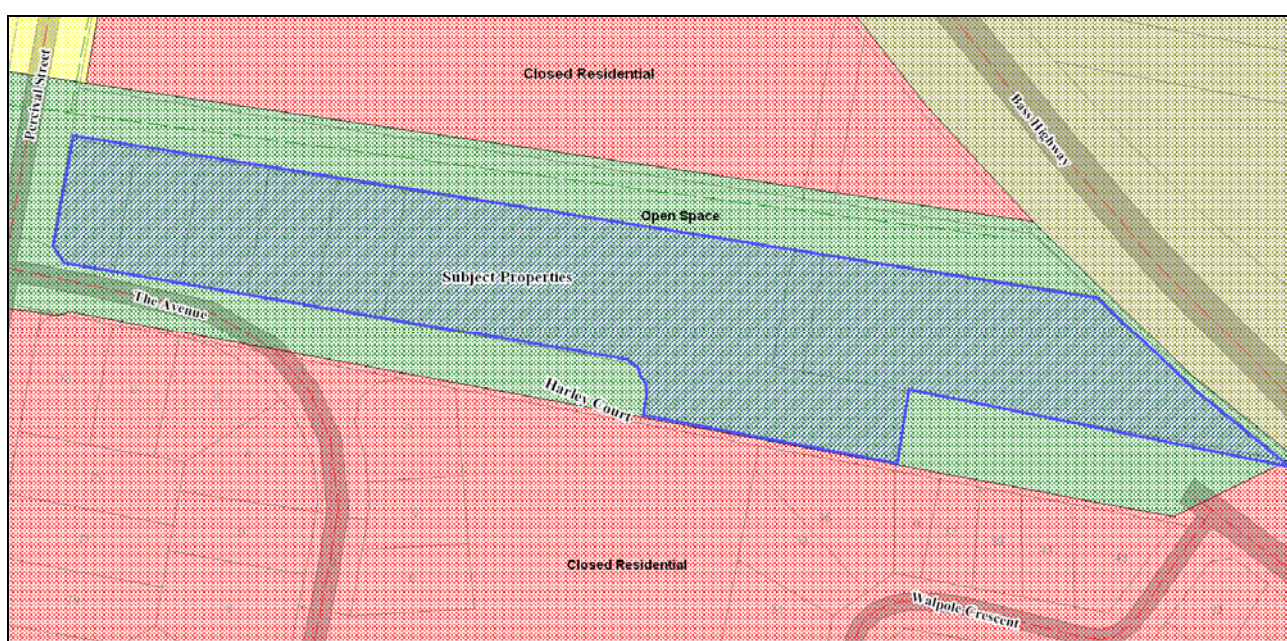 Closed Residential
Percival Street
Bass Highway
Open Space
Subject Properties
The Avenue
Harley Court
Closed Residential
Walpole Crescent